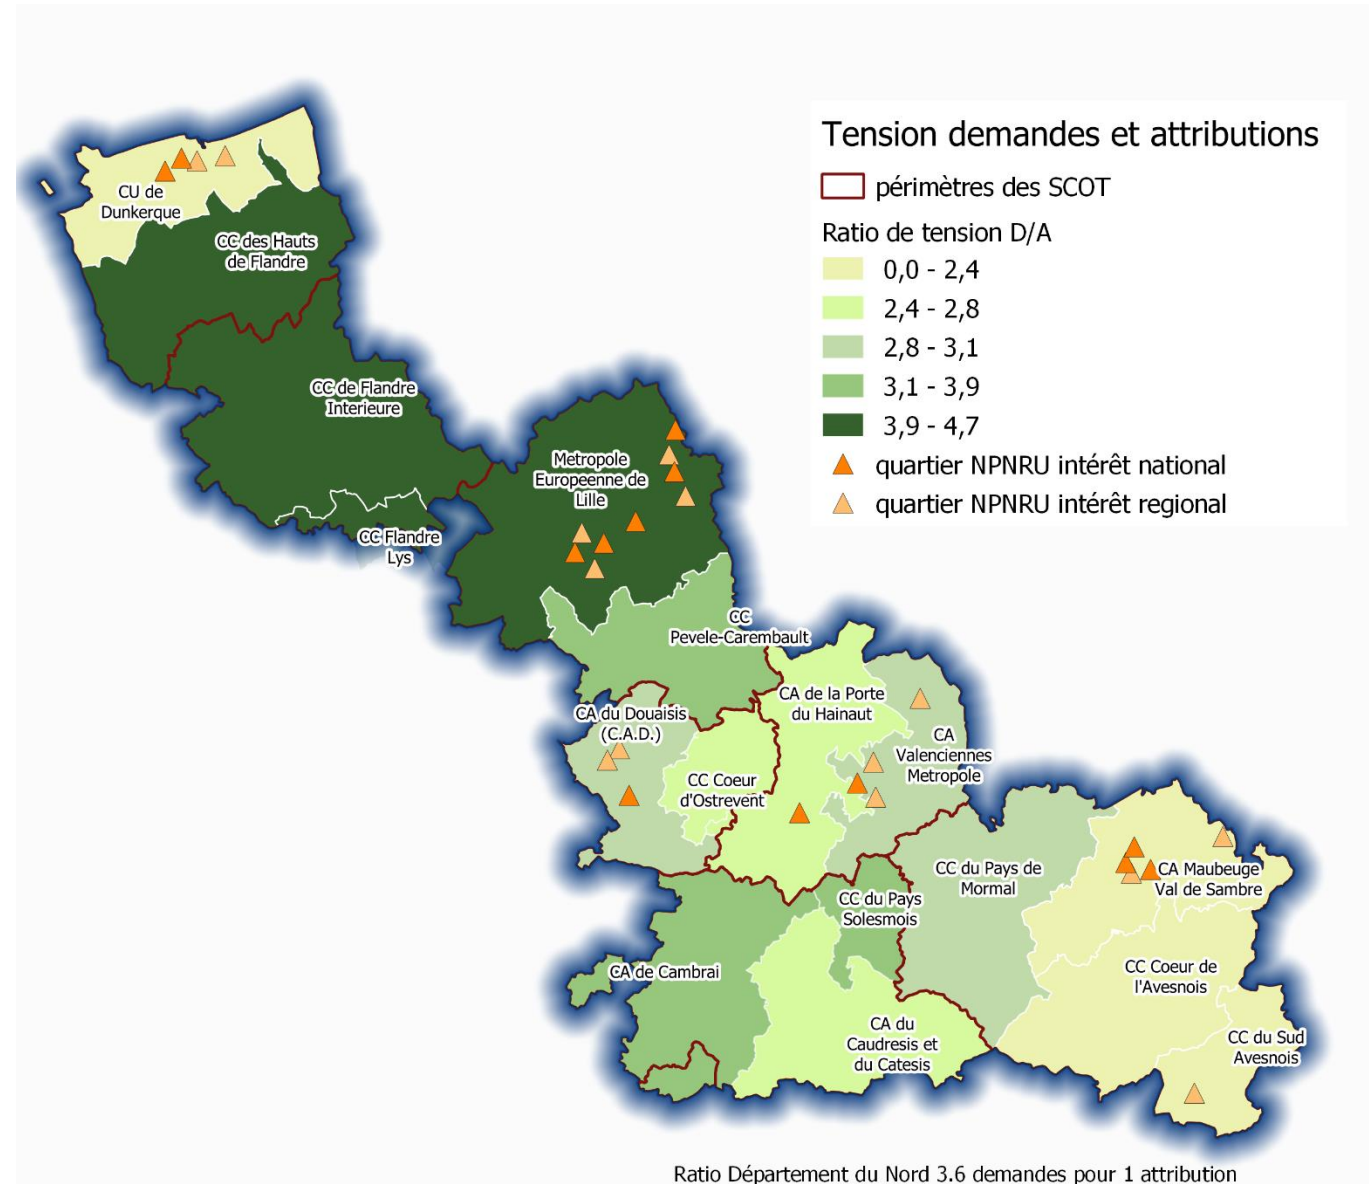 Tension demandes et attributions
périmètres des SCOT
Ratio de tension D/A
0,0 - 2,4
2,4 - 2,8
2,8 - 3,1
3,1 - 3,9
3,9 - 4,7
quartier NPNRU intérêt national
quartier NPNRU intérêt regional
CU de
Dunkerque
CC des Hauts
de Flandre
CC de Flandre
Interieure
CC Flandre
Lys
Metropole
Europeenne de
Lille
CC
Pevele-Carembault
CA du Douaisis
(C.A.D.)
CC Coeur
d'Ostrevent
CA de la Porte
du Hainaut
CA
Valenciennes
Metropole
CC du Pays de
Mormal
CA Maubeuge
Val de Sambre
CC du Pays
Solesmois
CA de Cambrai
CC Coeur de
l'Avesnois
CA du
Caudresis et
du Catesis
CC du Sud
Avesnois
Ratio Département du Nord 3.6 demandes pour 1 attribution